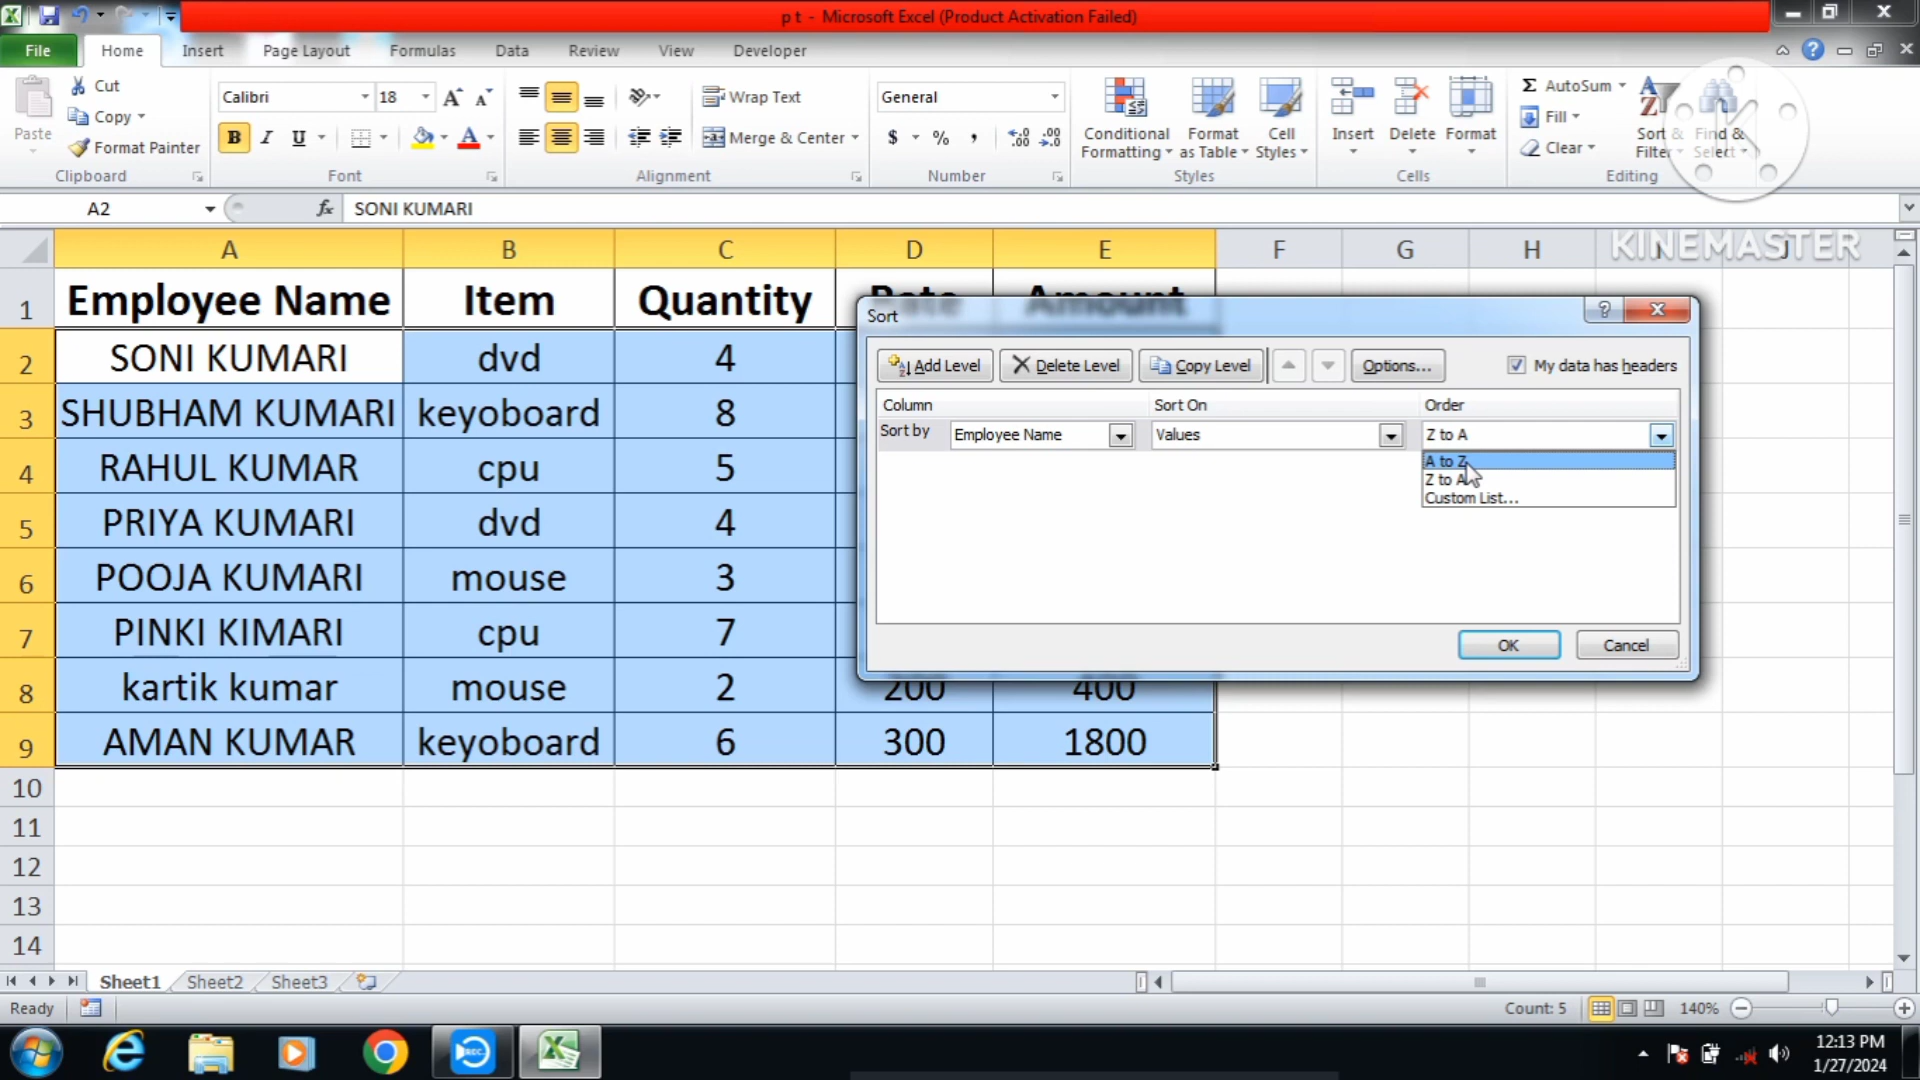 p t - Microsoft Excel (Product Activation Failed)
File Home Insert Page Layout Formulas Data Review View Developer
Paste
Cut
Copy
Format Painter
Clipboard
Calibri 18
B I U
Font
Wrap Text
Merge & Center
Alignment
General
$ % ,
Number
Conditional Formatting
Format as Table
Cell Styles
Styles
Insert Delete Format
Cells
Σ AutoSum
Fill
Clear
Sort & Filter
Find & Select
Editing
A2 fx SONI KUMARI
KINEMASTER
A B C D E F G H I J
1 Employee Name Item Quantity Rate Amount
2 SONI KUMARI dvd 4
3 SHUBHAM KUMARI keyoboard 8
4 RAHUL KUMAR cpu 5
5 PRIYA KUMARI dvd 4
6 POOJA KUMARI mouse 3
7 PINKI KIMARI cpu 7
8 kartik kumar mouse 2 200 400
9 AMAN KUMAR keyoboard 6 300 1800
10
11
12
13
14
Sort
Add Level Delete Level Copy Level Options... My data has headers
Column Sort On Order
Sort by Employee Name Values Z to A
A to Z
Z to A
Custom List...
OK Cancel
Sheet1 Sheet2 Sheet3
Ready Count: 5 140%
REC
12:13 PM
1/27/2024